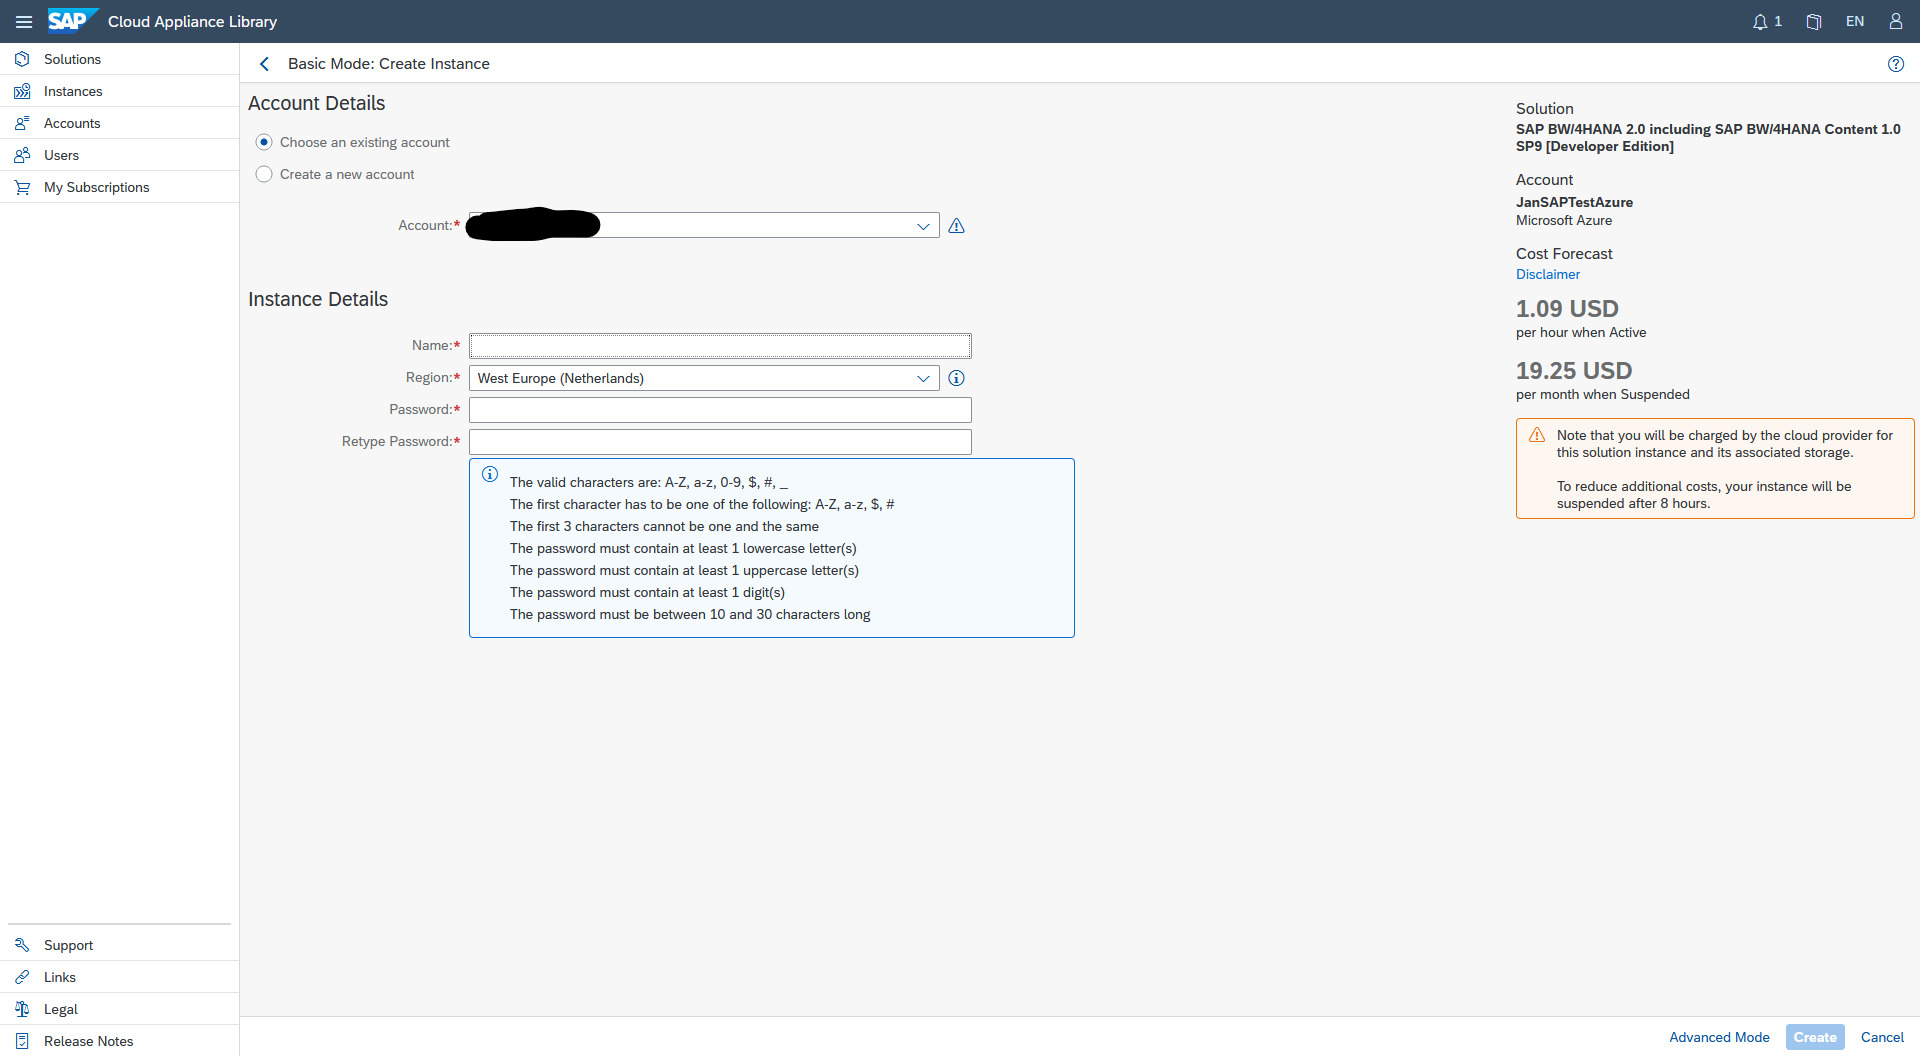 SAP Cloud Appliance Library
1
EN
Solutions
Instances
Accounts
Users
My Subscriptions
Support
Links
Legal
Release Notes
Basic Mode: Create Instance
Account Details
Choose an existing account
Create a new account
Account:*
Instance Details
Name:*
Region:* West Europe (Netherlands)
Password:*
Retype Password:*
The valid characters are: A-Z, a-z, 0-9, $, #, _
The first character has to be one of the following: A-Z, a-z, $, #
The first 3 characters cannot be one and the same
The password must contain at least 1 lowercase letter(s)
The password must contain at least 1 uppercase letter(s)
The password must contain at least 1 digit(s)
The password must be between 10 and 30 characters long
Solution
SAP BW/4HANA 2.0 including SAP BW/4HANA Content 1.0
SP9 [Developer Edition]
Account
JanSAPTestAzure
Microsoft Azure
Cost Forecast
Disclaimer
1.09 USD
per hour when Active
19.25 USD
per month when Suspended
Note that you will be charged by the cloud provider for
this solution instance and its associated storage.
To reduce additional costs, your instance will be
suspended after 8 hours.
Advanced Mode
Create
Cancel